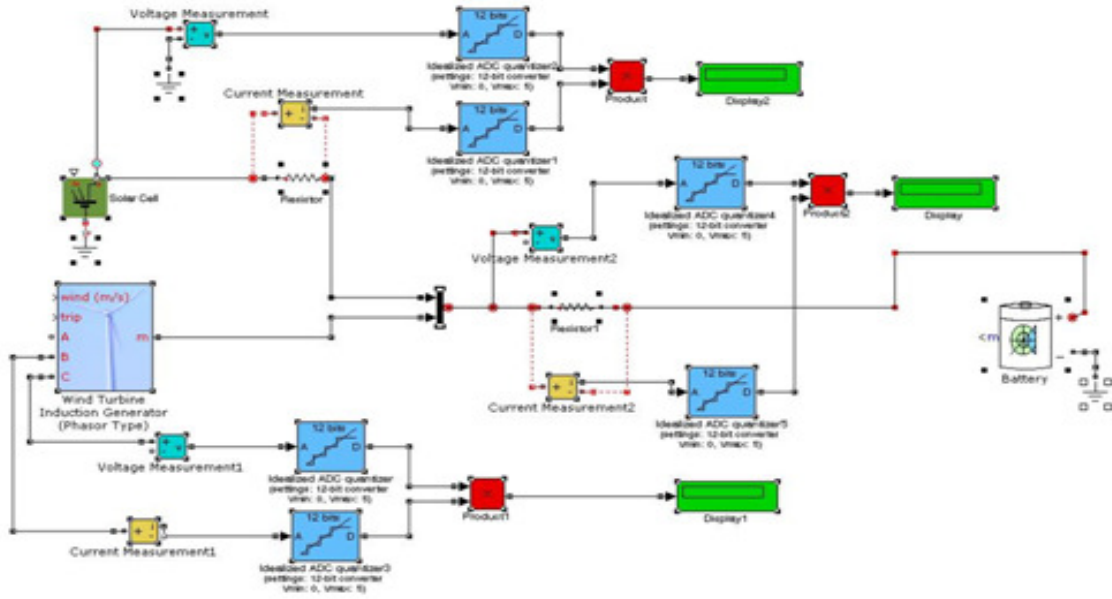 Voltage Measurement
12 bits
A D
Idealized ADC quantizer2
(settings: 12-bit converter
Vmin: 0, Vmax: 5)
Product
Display2
Current Measurement
12 bits
A D
Idealized ADC quantizer1
(settings: 12-bit converter
Vmin: 0, Vmax: 5)
Solar Cell
Resistor
12 bits
A D
Idealized ADC quantizer4
(settings: 12-bit converter
Vmin: 0, Vmax: 5)
Product2
Display
Voltage Measurement2
wind (m/s)
trip
A m
B
C
Wind Turbine
Induction Generator
(Phasor Type)
Resistor1
<m
+
−
Battery
Current Measurement2
12 bits
A D
Idealized ADC quantizer5
(settings: 12-bit converter
Vmin: 0, Vmax: 5)
Voltage Measurement1
12 bits
A D
Idealized ADC quantizer
(settings: 12-bit converter
Vmin: 0, Vmax: 5)
Product1
Display1
Current Measurement1
12 bits
A D
Idealized ADC quantizer3
(settings: 12-bit converter
Vmin: 0, Vmax: 5)